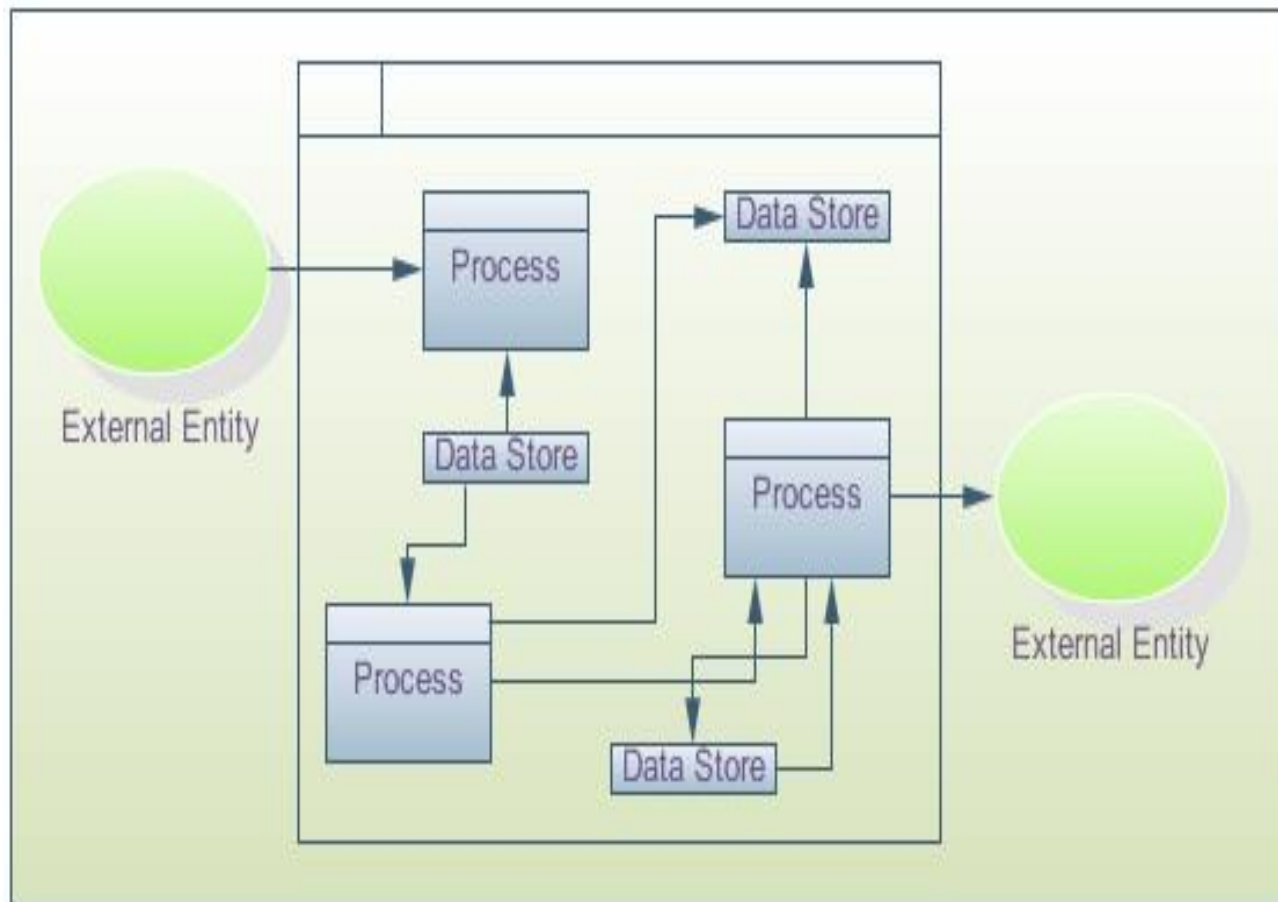 Data Store
Process
External Entity
Data Store
Process
External Entity
Process
Data Store